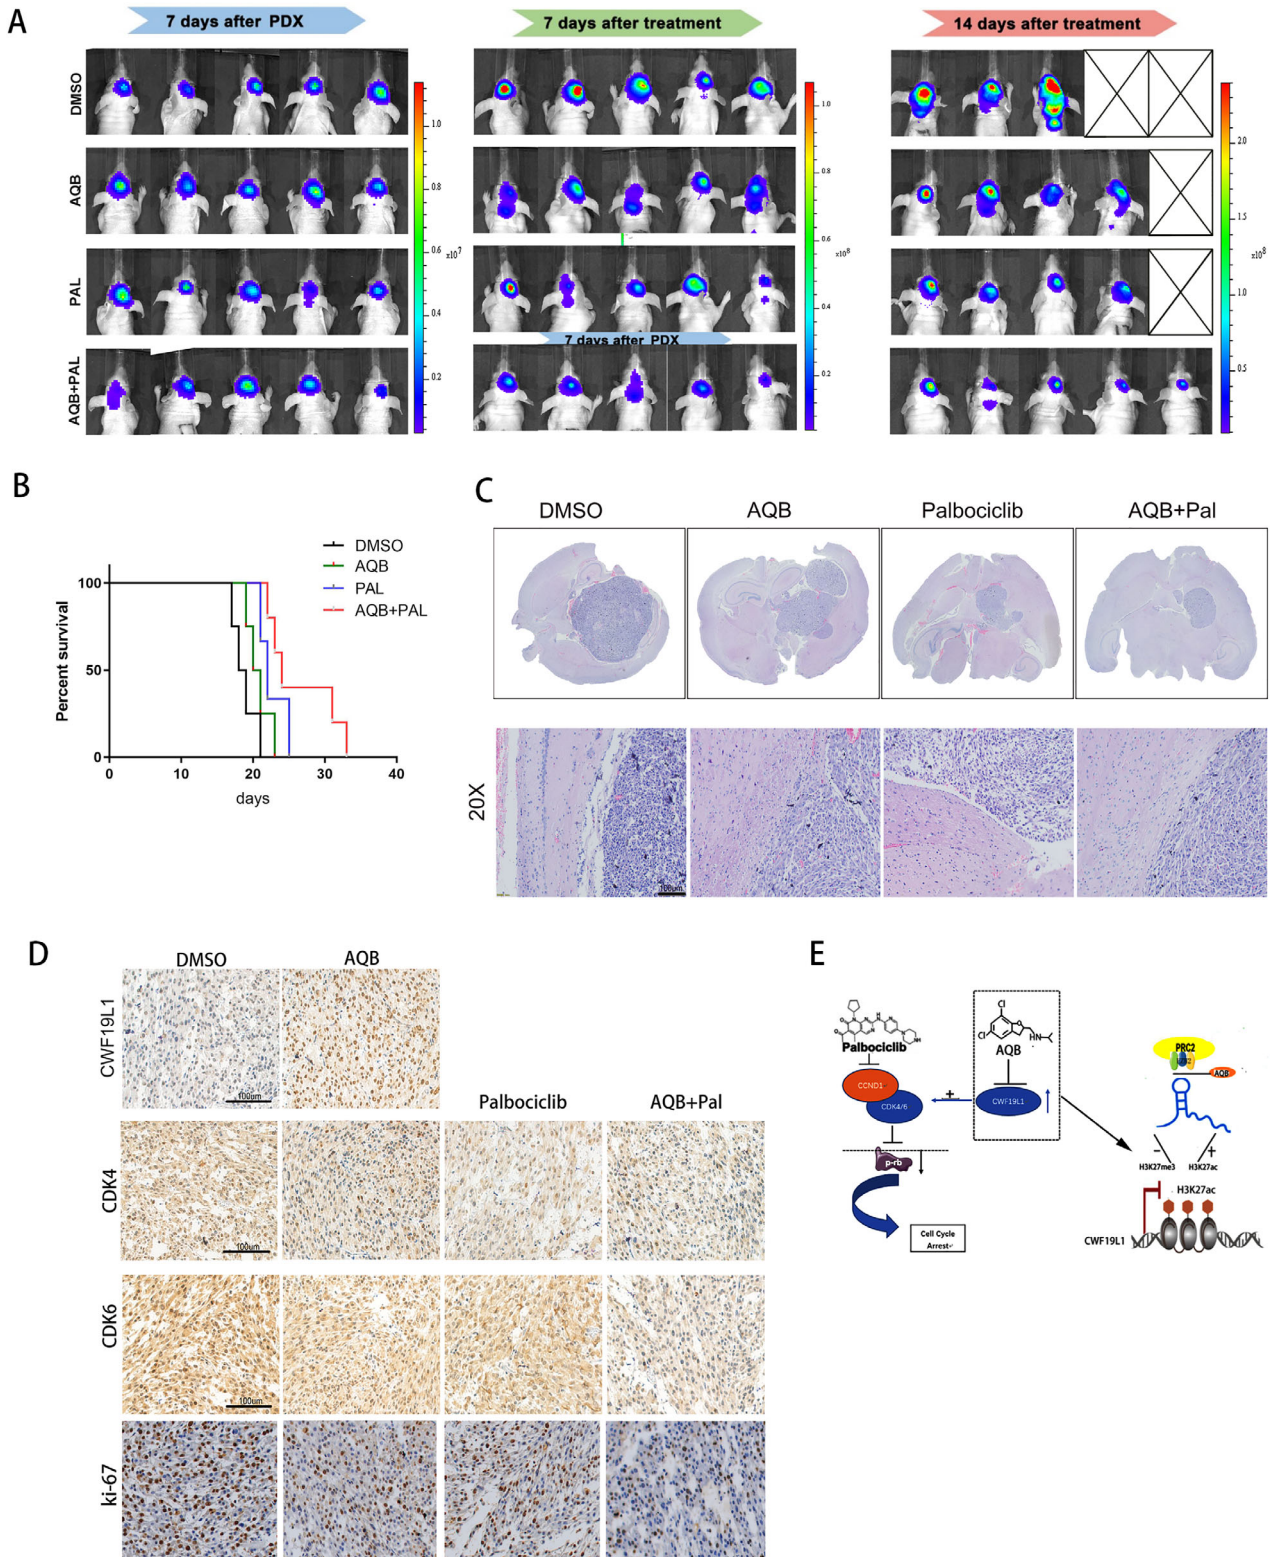 A
7 days after PDX
7 days after treatment
14 days after treatment
DMSO
AQB
PAL
AQB+PAL
1.0
0.8
0.6
x10⁷
0.4
0.2
1.0
0.8
0.6
x10⁸
0.4
0.2
2.0
1.5
x10⁸
1.0
0.5
7 days after PDX
B
DMSO
AQB
PAL
AQB+PAL
Percent survival
100
50
0
0 10 20 30 40
days
C
DMSO AQB Palbociclib AQB+Pal
20X
100um
D
DMSO AQB
CWF19L1
100um
Palbociclib AQB+Pal
CDK4
100um
CDK6
100um
ki-67
E
Palbociclib
CCND1
CDK4/6
p-rb
Cell Cycle
Arrest
Cl
Cl
HN
AQB
CWF19L1
+
PRC2
AQB
- +
H3K27me3 H3K27ac
H3K27ac
CWF19L1